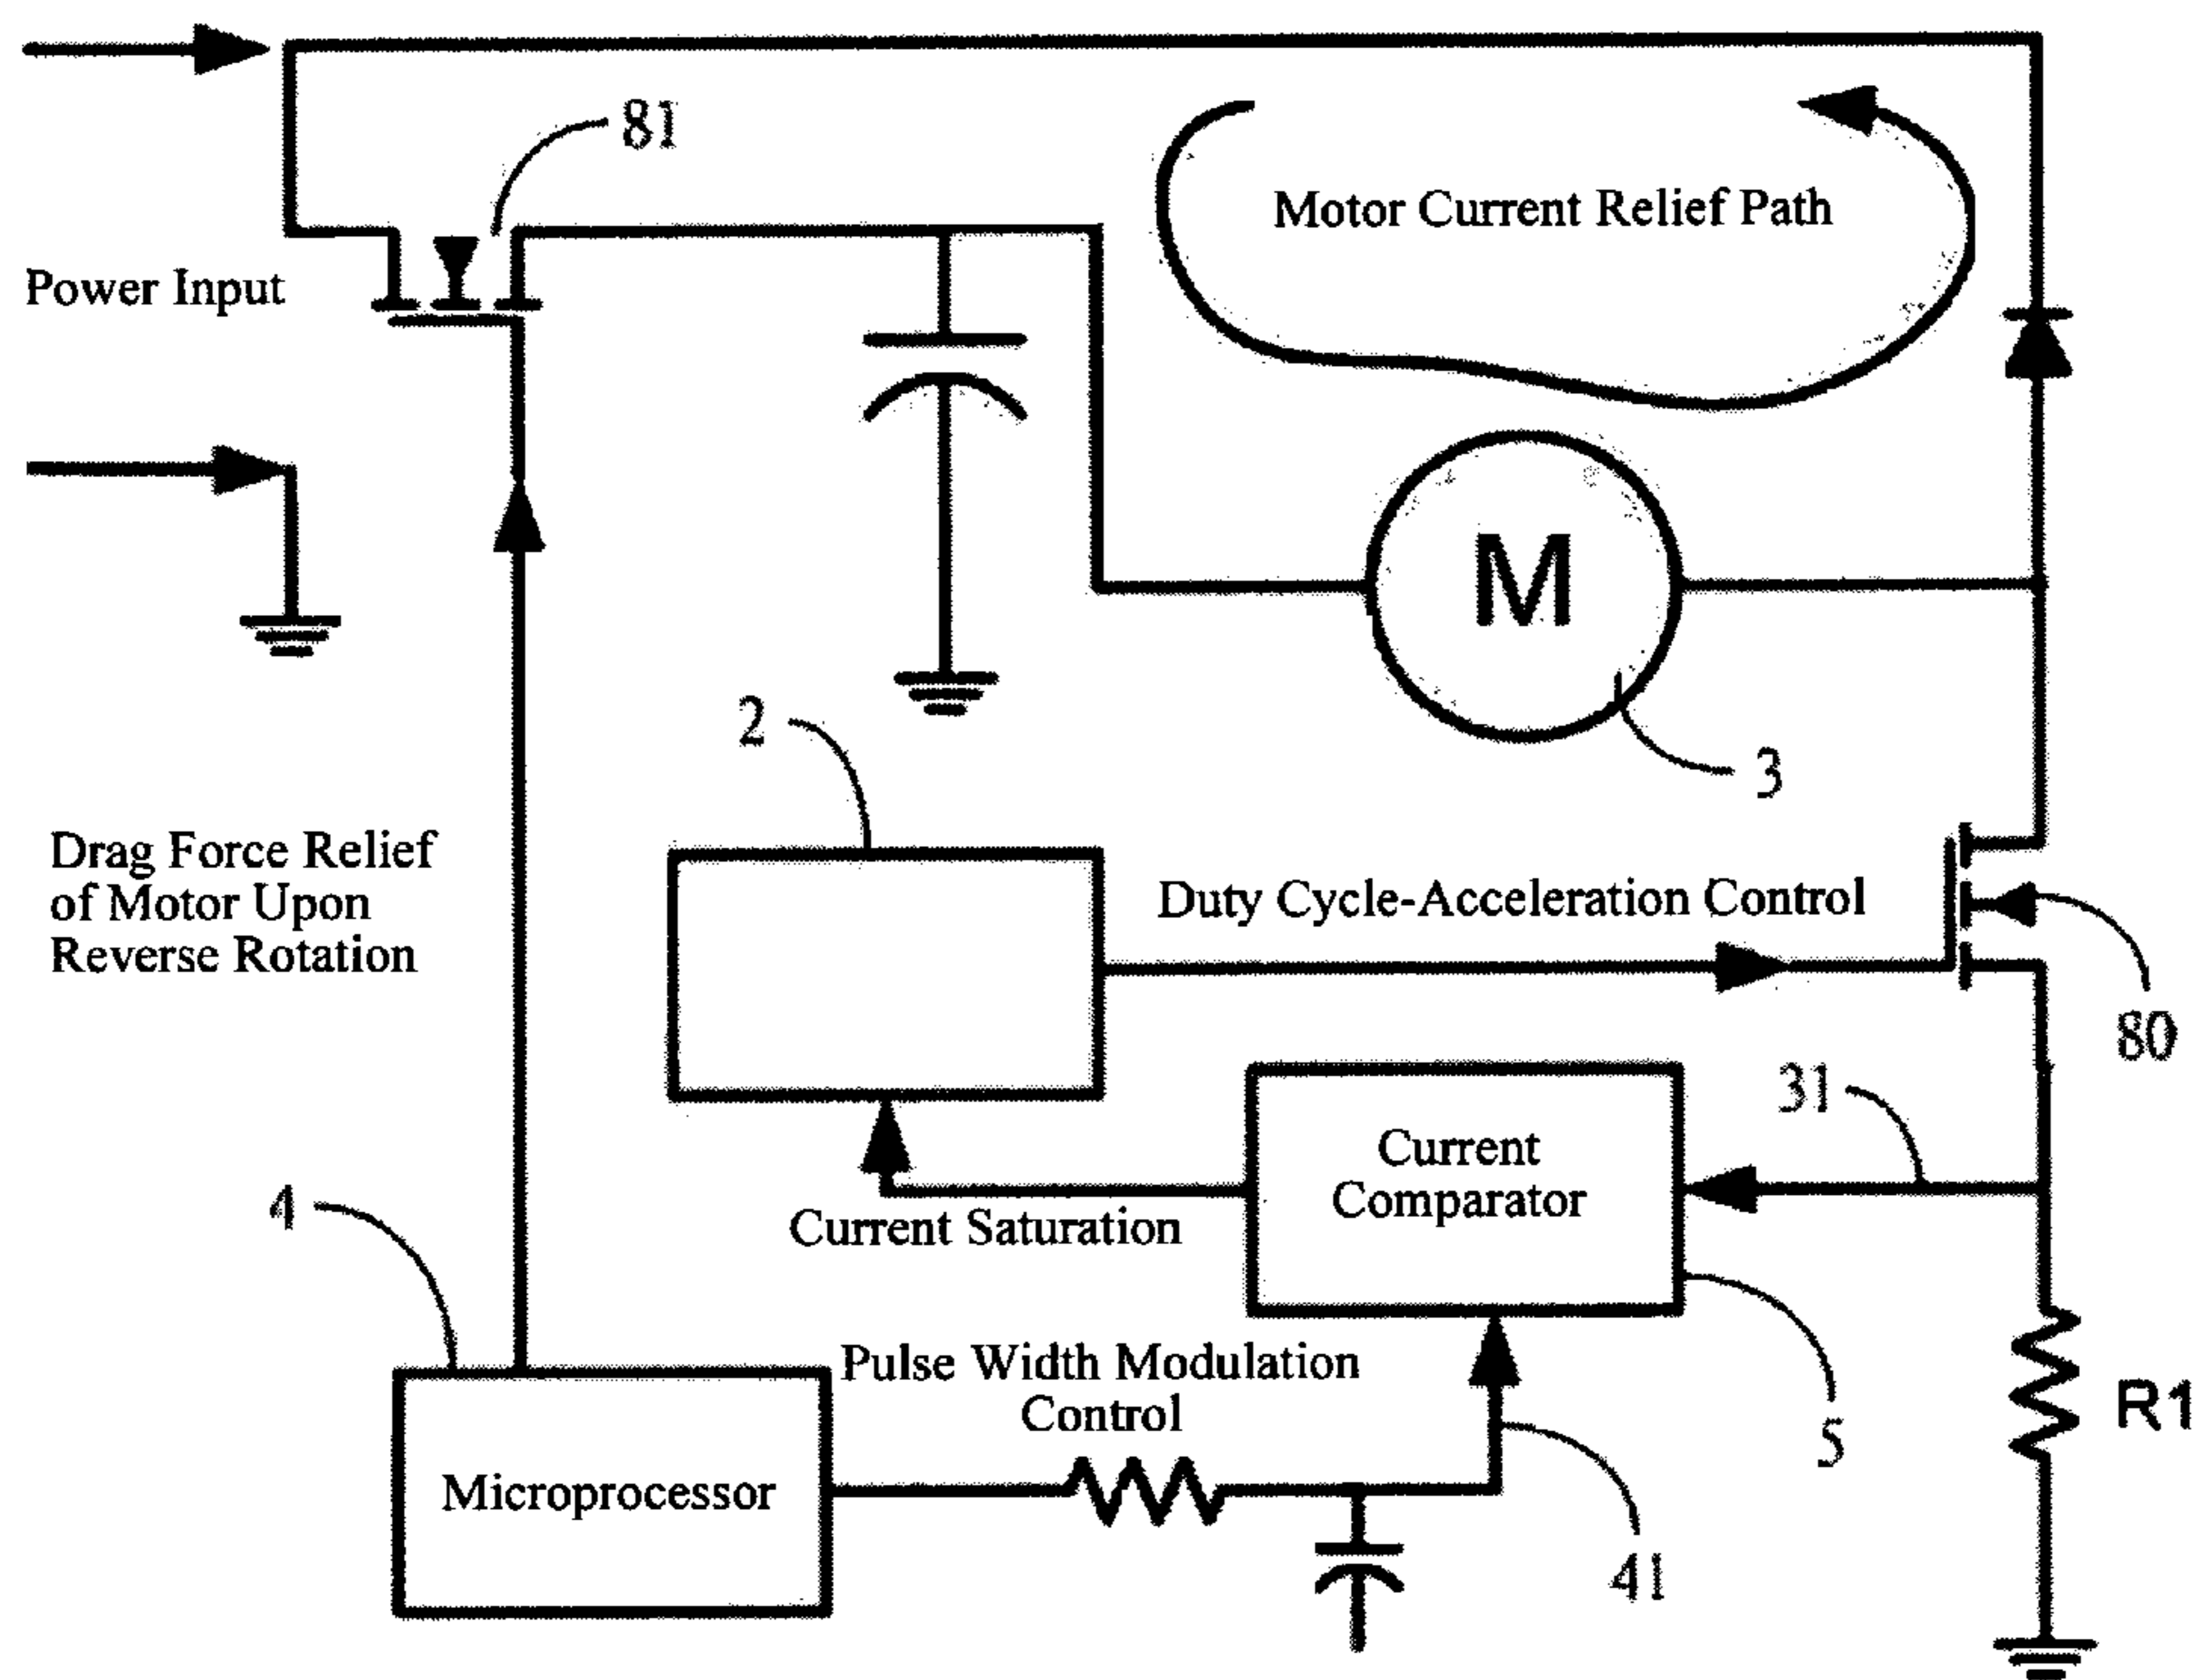 81
Motor Current Relief Path
Power Input
M
2
3
Drag Force Relief
of Motor Upon
Reverse Rotation
Duty Cycle-Acceleration Control
80
31
Current
Comparator
4
Current Saturation
Pulse Width Modulation
Control
R1
5
Microprocessor
41